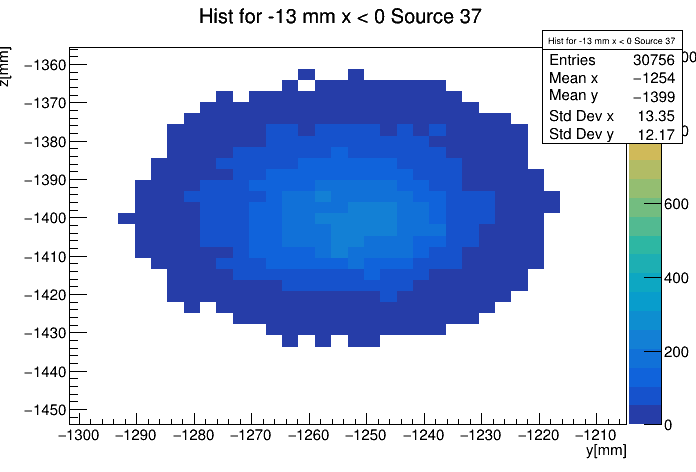 Hist for -13 mm x < 0 Source 37
Hist for -13 mm x < 0 Source 37
Entries 30756
Mean x −1254
Mean y −1399
Std Dev x 13.35
Std Dev y 12.17
z[mm]
−1360
−1370
−1380
−1390
−1400
−1410
−1420
−1430
−1440
−1450
600
400
200
0
−1300 −1290 −1280 −1270 −1260 −1250 −1240 −1230 −1220 −1210
y[mm]